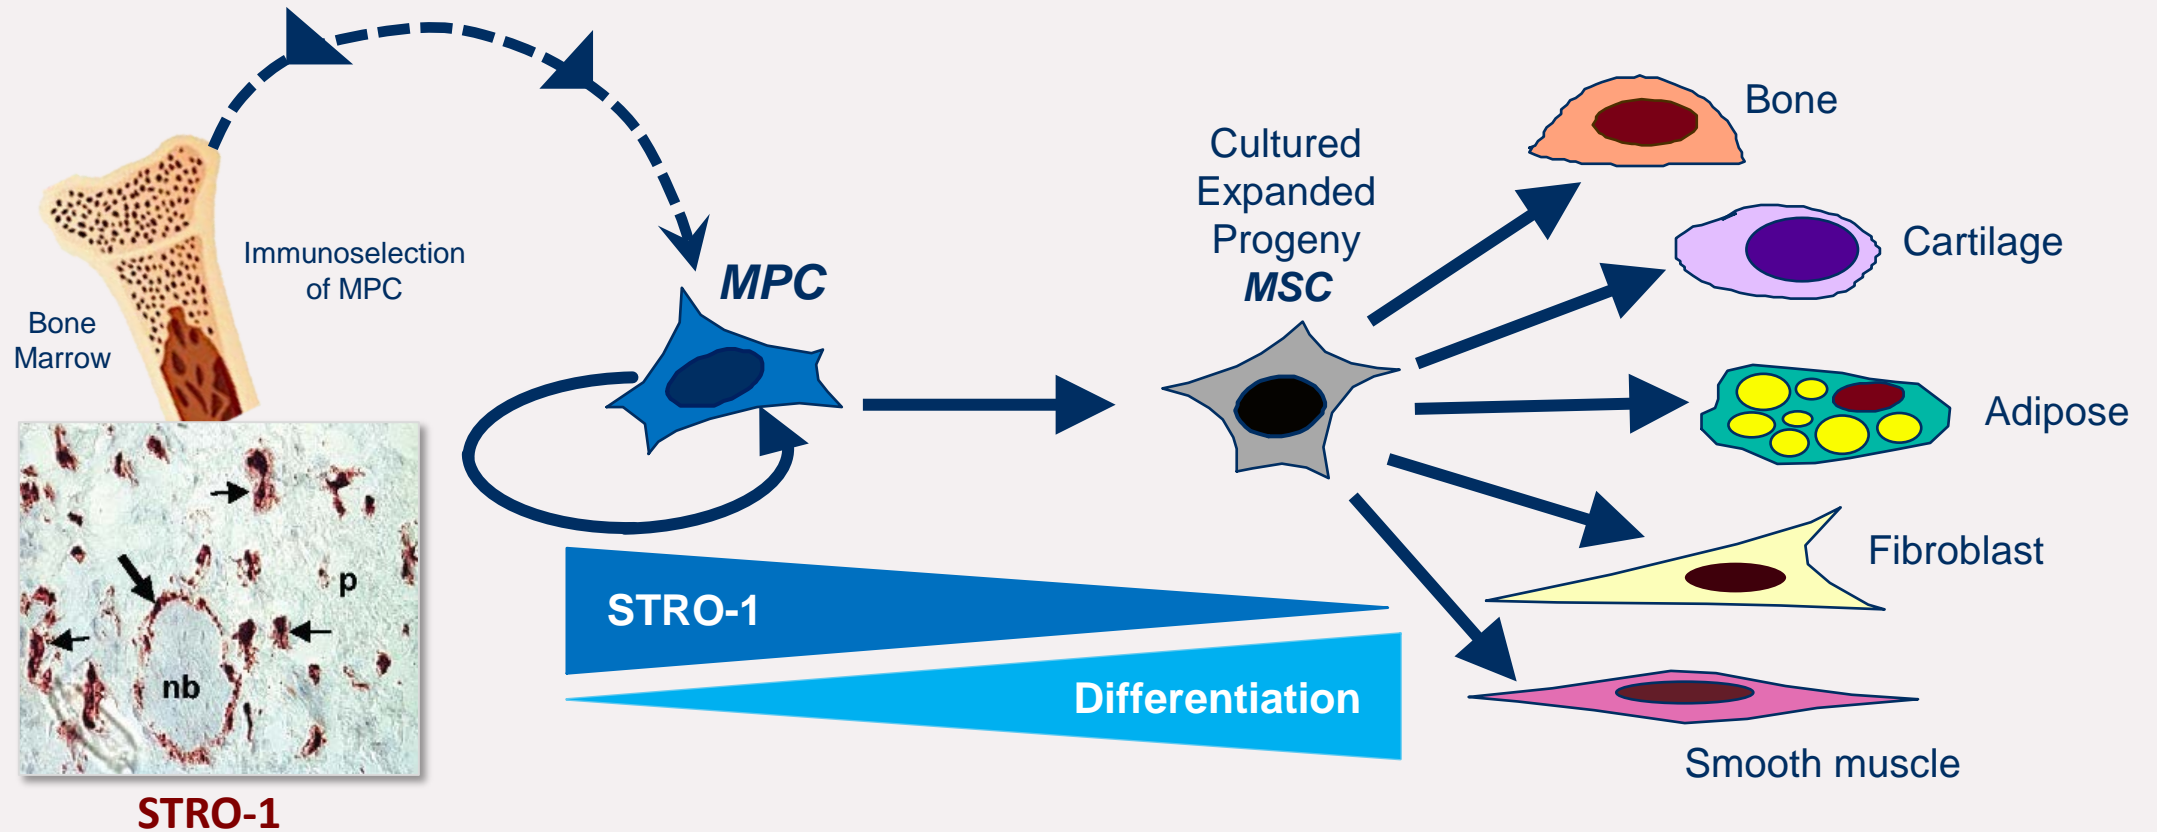 Immunoselection
of MPC
Bone
Marrow
MPC
Cultured
Expanded
Progeny
MSC
Bone
Cartilage
Adipose
Fibroblast
Smooth muscle
STRO-1
Differentiation
p
nb
STRO-1